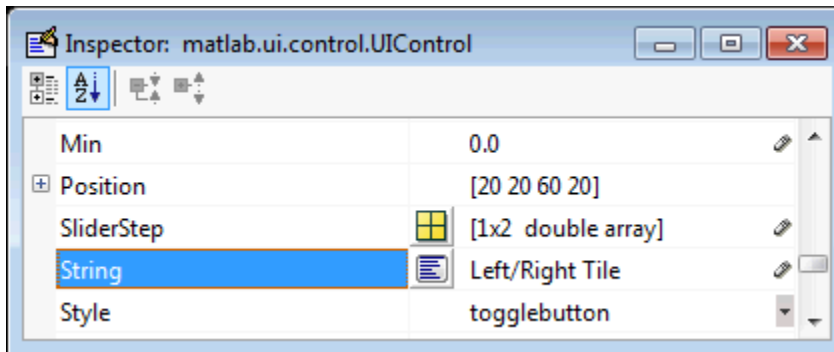 Inspector: matlab.ui.control.UIControl
Min 0.0
Position [20 20 60 20]
SliderStep [1x2 double array]
String Left/Right Tile
Style togglebutton